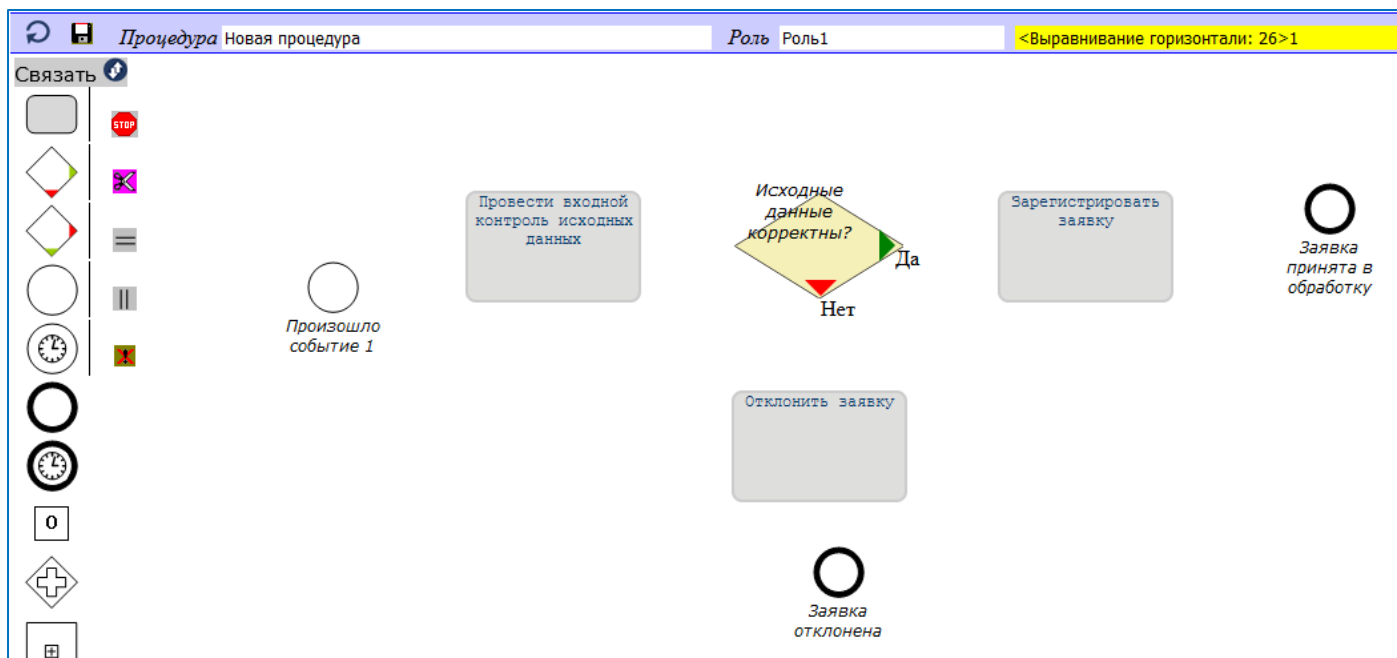 Процедура Новая процедура Роль Роль1 <Выравнивание горизонтали: 26>1
Связать
STOP
Провести входной
контроль исходных
данных
Исходные
данные
корректны?
Да
Нет
Зарегистрировать
заявку
Заявка
принята в
обработку
Произошло
событие 1
Отклонить заявку
Заявка
отклонена
0